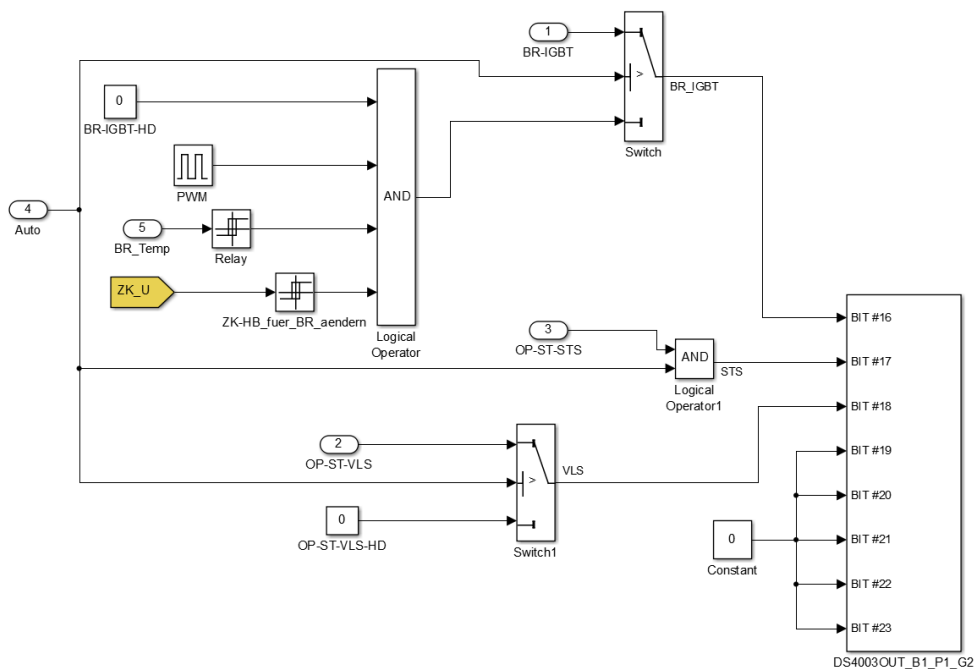 1
BR-IGBT
>
BR_IGBT
Switch
0
BR-IGBT-HD
PWM
AND
4
Auto
5
BR_Temp
Relay
ZK_U
ZK-HB_fuer_BR_aendern
Logical
Operator
3
OP-ST-STS
AND
STS
Logical
Operator1
2
OP-ST-VLS
>
VLS
0
OP-ST-VLS-HD
Switch1
0
Constant
BIT #16
BIT #17
BIT #18
BIT #19
BIT #20
BIT #21
BIT #22
BIT #23
DS4003OUT_B1_P1_G2